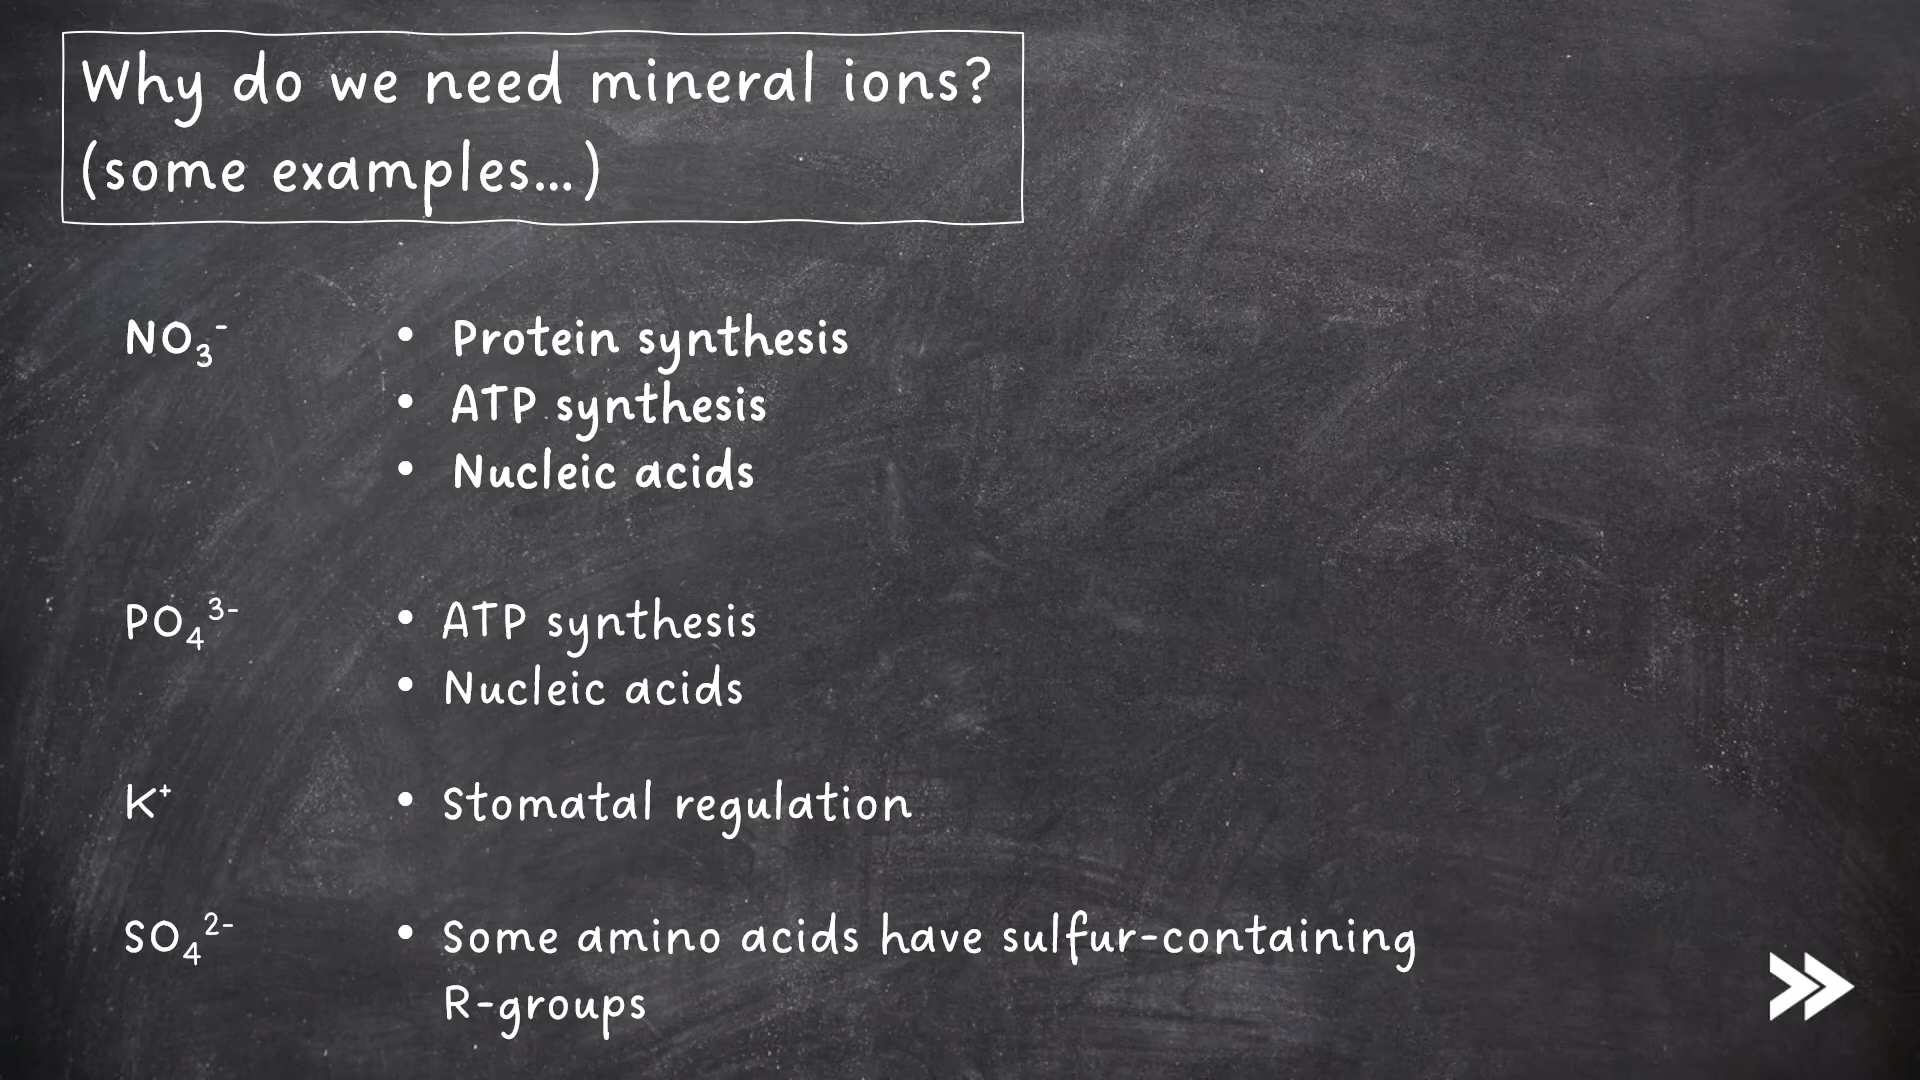 Why do we need mineral ions?
(some examples...)
NO₃⁻
• Protein synthesis
• ATP synthesis
• Nucleic acids
PO₄³⁻
• ATP synthesis
• Nucleic acids
K⁺
• Stomatal regulation
SO₄²⁻
• Some amino acids have sulfur-containing
R-groups